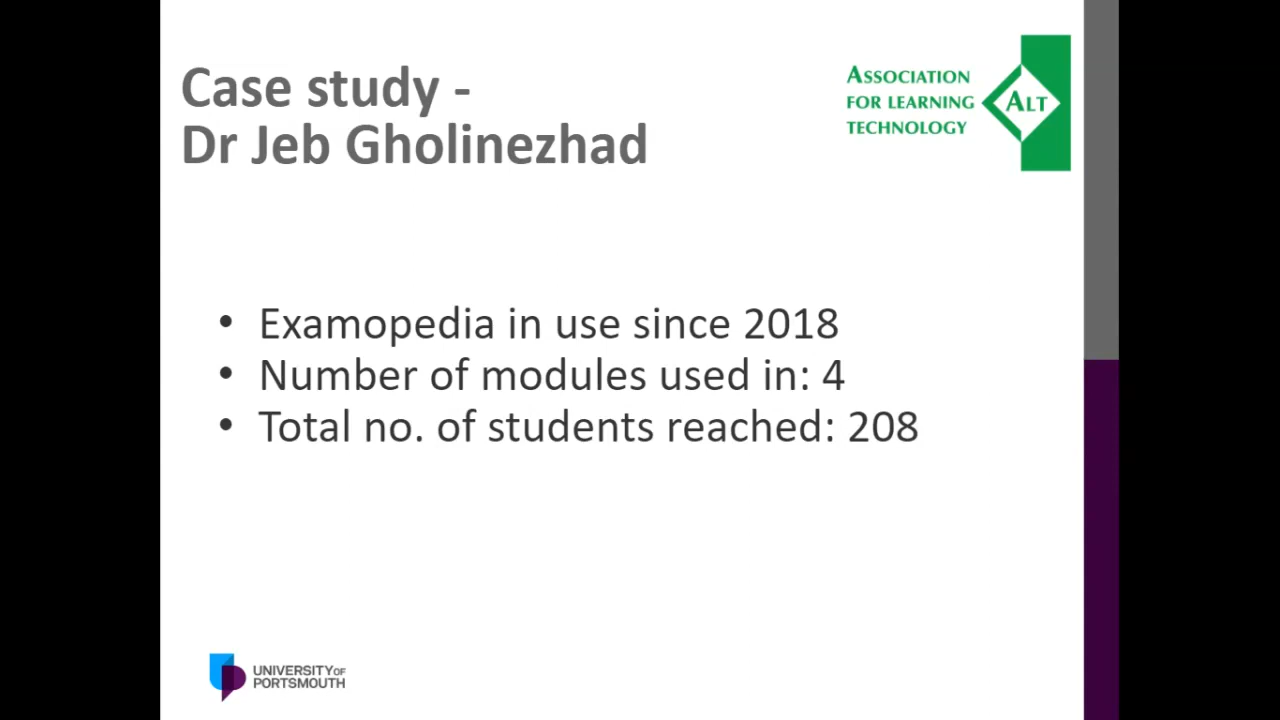 Case study -
Dr Jeb Gholinezhad
ASSOCIATION
FOR LEARNING
TECHNOLOGY
ALT
• Examopedia in use since 2018
• Number of modules used in: 4
• Total no. of students reached: 208
UNIVERSITY OF
PORTSMOUTH